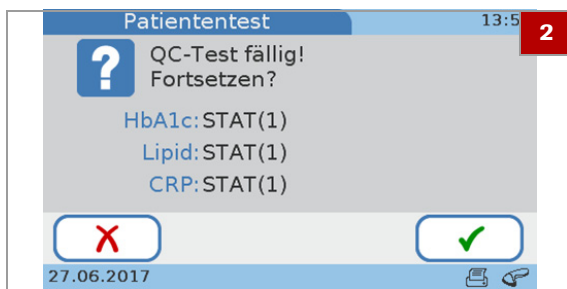 Patiententest
2
QC-Test fällig!
Fortsetzen?
HbA1c: STAT(1)
Lipid: STAT(1)
CRP: STAT(1)
27.06.2017